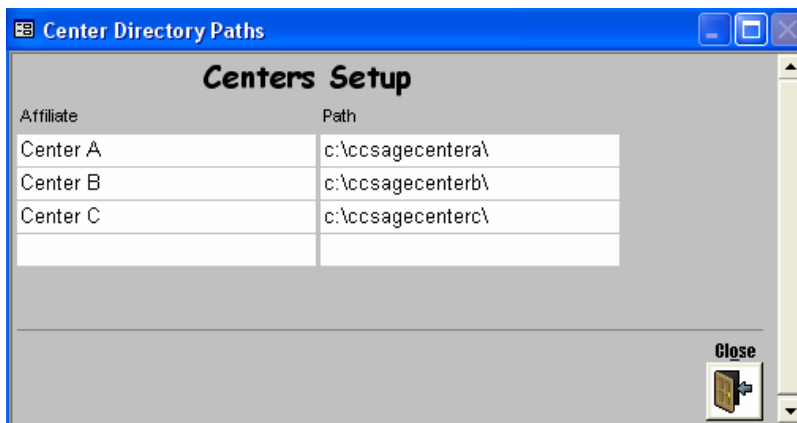 Center Directory Paths
Centers Setup
Affiliate Path
Center A c:\ccsagecentera\
Center B c:\ccsagecenterb\
Center C c:\ccsagecenterc\
Close